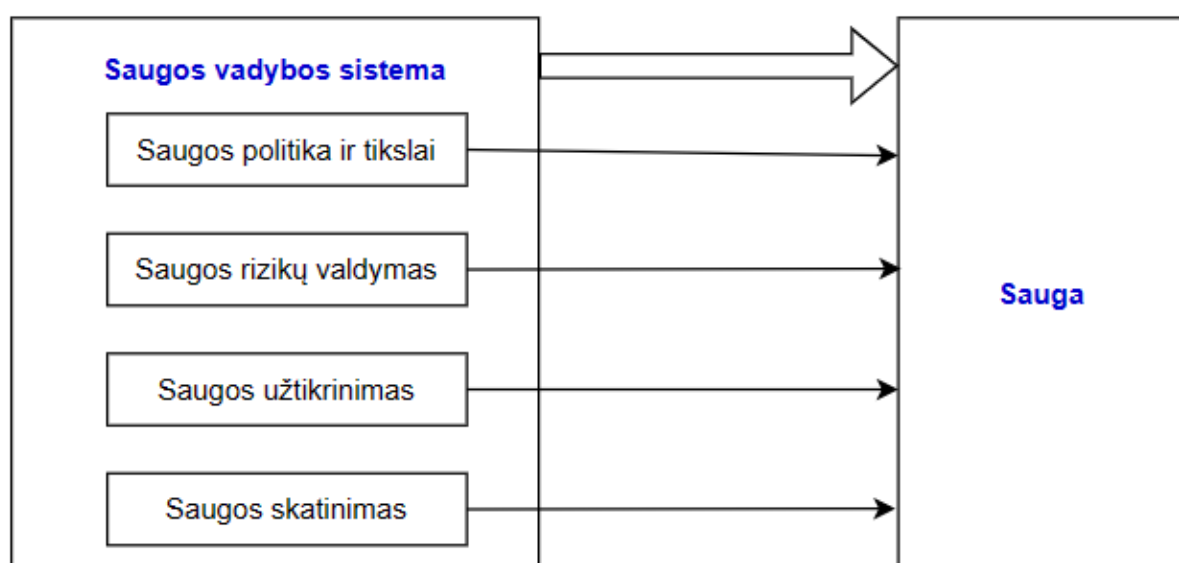 Saugos vadybos sistema
Saugos politika ir tikslai
Saugos rizikų valdymas
Saugos užtikrinimas
Saugos skatinimas
Sauga